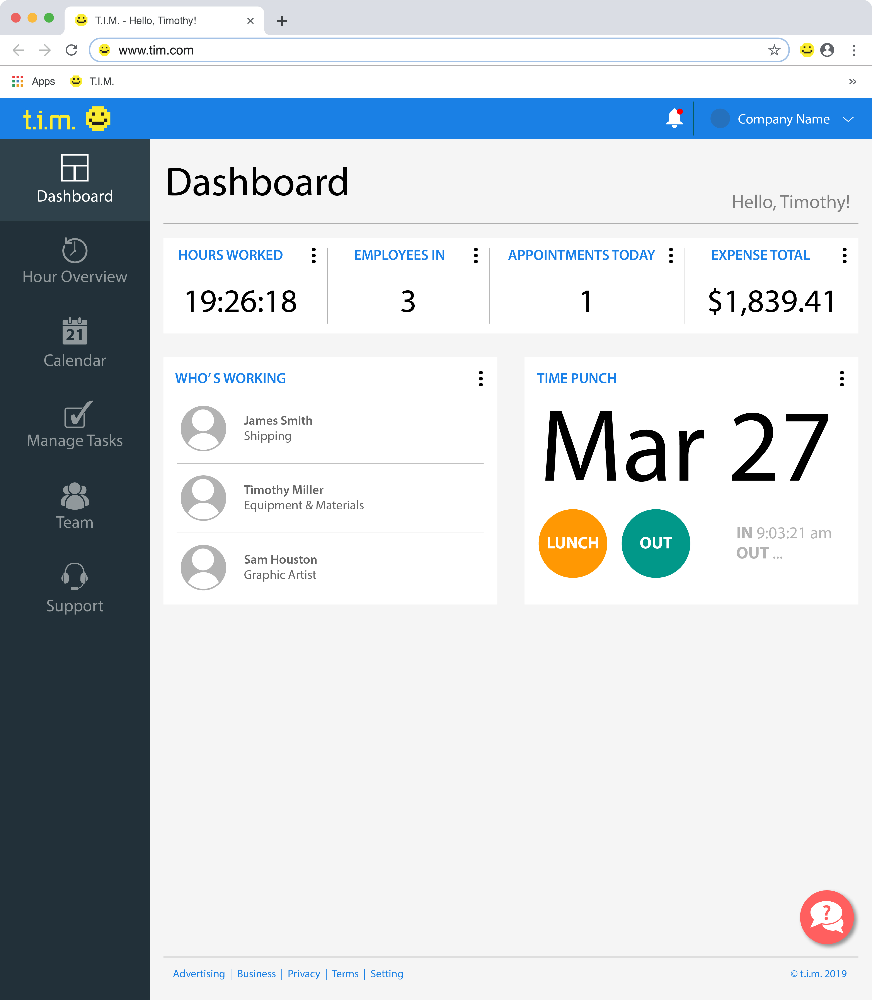 T.I.M. - Hello, Timothy!
www.tim.com
Apps T.I.M.
t.i.m.
Company Name
Dashboard
Hour Overview
21
Calendar
Manage Tasks
Team
Support
Dashboard
Hello, Timothy!
HOURS WORKED
19:26:18
EMPLOYEES IN
3
APPOINTMENTS TODAY
1
EXPENSE TOTAL
$1,839.41
WHO’ S WORKING
James Smith
Shipping
Timothy Miller
Equipment & Materials
Sam Houston
Graphic Artist
TIME PUNCH
Mar 27
LUNCH
OUT
IN 9:03:21 am
OUT ...
?
Advertising | Business | Privacy | Terms | Setting
© t.i.m. 2019